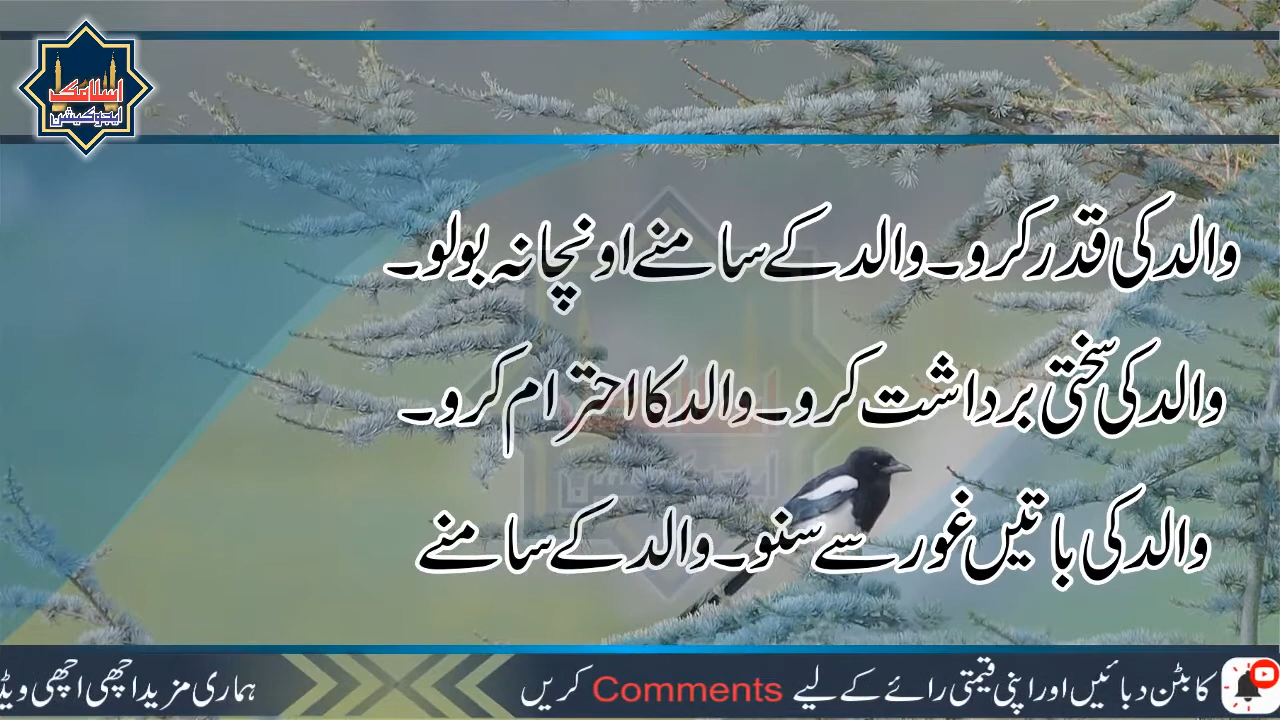 اسلامک
ایجوکیشن
والد کی قدر کرو۔ والد کے سامنے اونچا نہ بولو۔
والد کی سختی برداشت کرو۔ والد کا احترام کرو۔
والد کی باتیں غور سے سنو۔ والد کے سامنے
کا بٹن دبائیں اور اپنی قیمتی رائے کے لیے Comments کریں ہماری مزید اچھی اچھی ویڈ